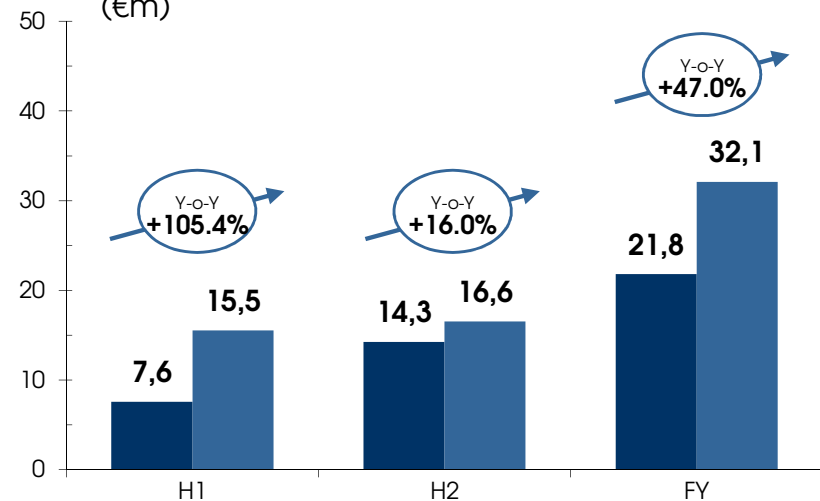 (€m)
50
40
30
20
10
0
Y-o-Y
+105.4%
7,6
15,5
H1
Y-o-Y
+16.0%
14,3
16,6
H2
Y-o-Y
+47.0%
21,8
32,1
FY